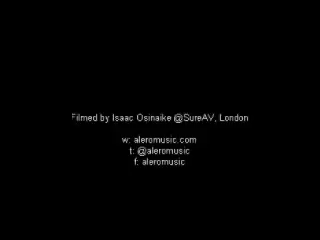 Filmed by Isaac Osinaike @SureAV, London
w: aleromusic.com
t: @aleromusic
f: aleromusic